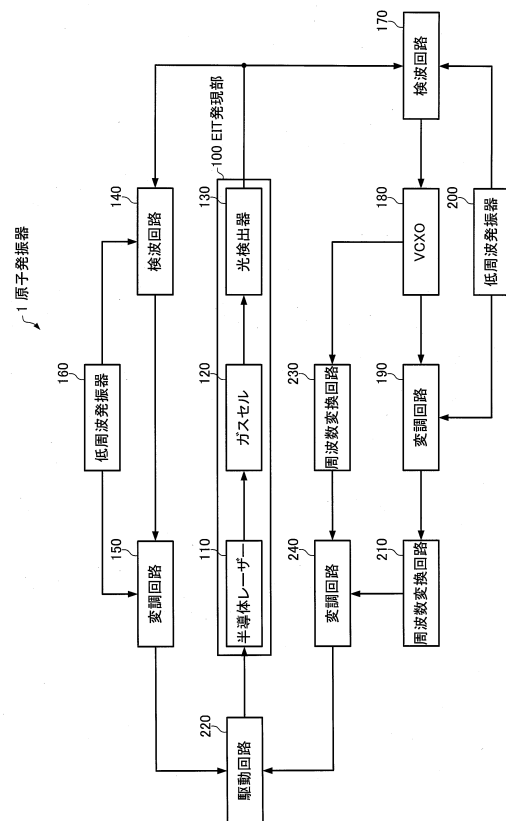 1 原子発振器
160
低周波発振器
150
変調回路
140
検波回路
100 EIT発現部
220
駆動回路
110
半導体レーザー
120
ガスセル
130
光検出器
240
変調回路
230
周波数変換回路
180
VCXO
170
検波回路
210
周波数変換回路
190
変調回路
200
低周波発振器